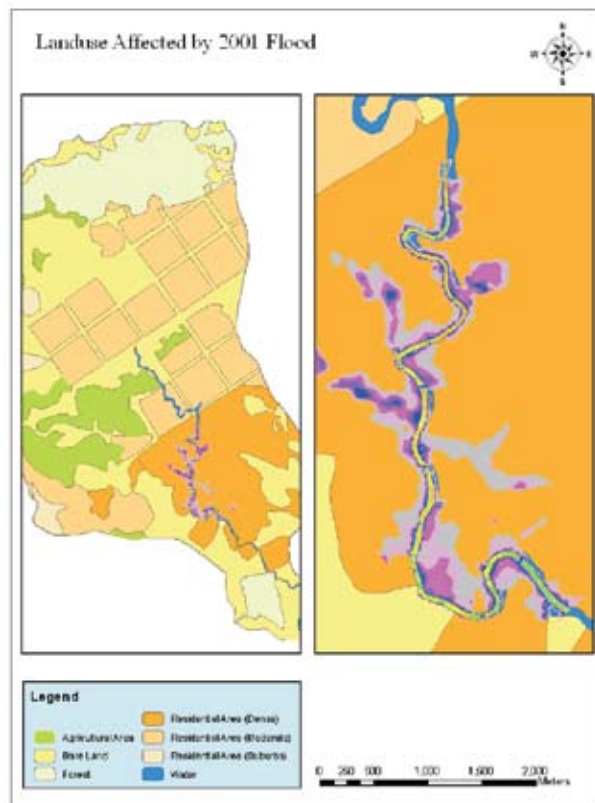 Landuse Affected by 2001 Flood
N
W
E
S
Legend
Agricultural Area
Bare Land
Forest
Residential Area (Dense)
Residential Area (Moderate)
Residential Area (Suburbs)
Water
0 250 500 1,000 1,500 2,000
Meters